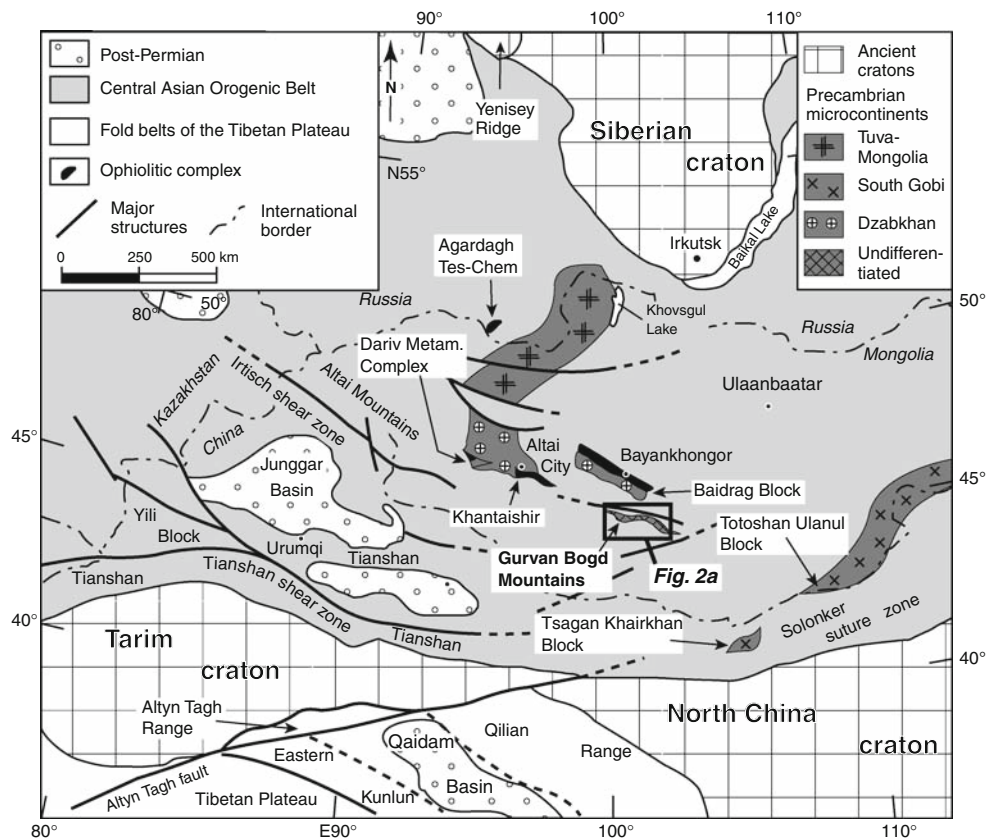 90°
100°
110°
Post-Permian
Central Asian Orogenic Belt
Fold belts of the Tibetan Plateau
Ophiolitic complex
Major
structures
International
border
0
250
500 km
N
Yenisey
Ridge
N55°
Siberian
craton
Ancient
cratons
Precambrian
microcontinents
Tuva-
Mongolia
South Gobi
Dzabkhan
Undifferen-
tiated
Irkutsk
Baikal Lake
Agardagh
Tes-Chem
80°
50°
Russia
Khovsgul
Lake
50°
Russia
Mongolia
Dariv Metam.
Complex
Ulaanbaatar
Kazakhstan
Irtisch shear zone
Altai Mountains
China
45°
Junggar
Basin
Altai
City
Bayankhongor
45°
Baidrag Block
Khantaishir
Yili
Block
Urumqi
Tianshan
Totoshan Ulanul
Block
Gurvan Bogd
Mountains
Fig. 2a
Tianshan
Tianshan shear zone
Tianshan
40°
Tsagan Khairkhan
Block
Solonker
suture zone
40°
Tarim
craton
Altyn Tagh
Range
North China
craton
Qaidam
Basin
Qilian
Range
Eastern
Kunlun
Altyn Tagh fault
Tibetan Plateau
80°
E90°
100°
110°